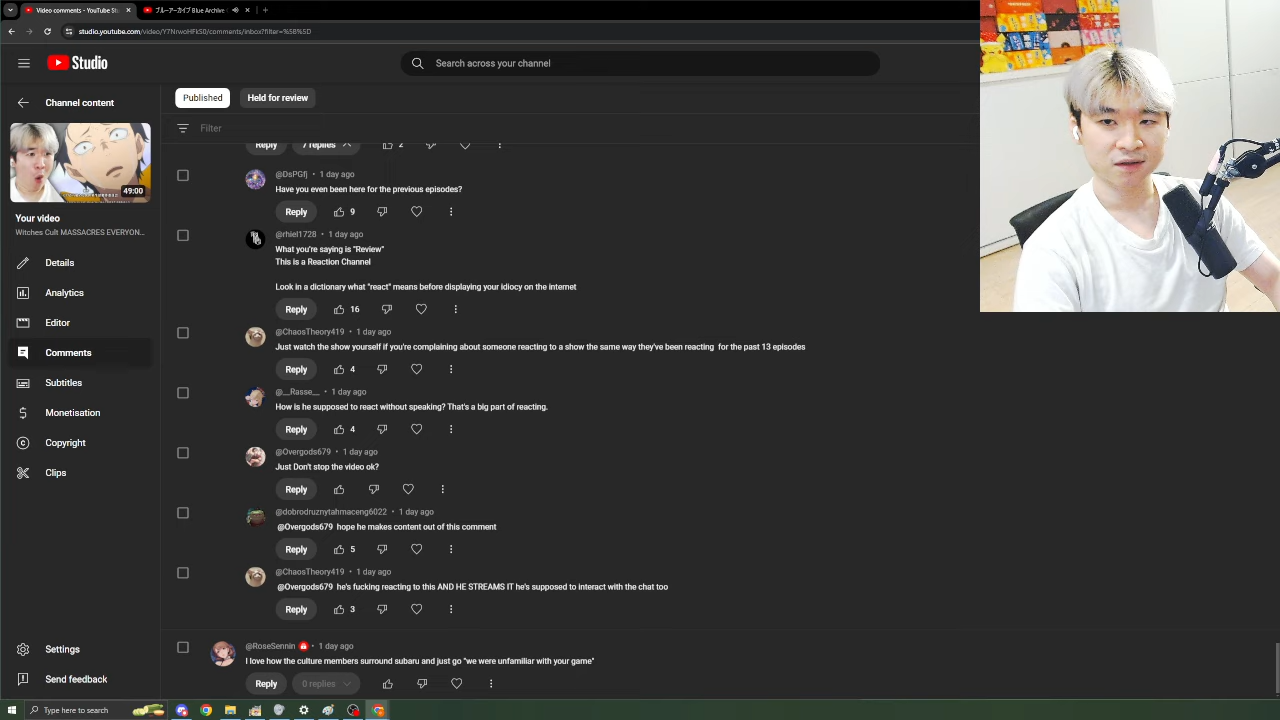 Video comments - YouTube St
ブルーアーカイブ Blue Archive
studio.youtube.com/video/Y7NrwoHFkS0/comments/inbox?filter=%5B%5D
Studio
Search across your channel
Channel content
Published
Held for review
Filter
49:00
Your video
Witches Cult MASSACRES EVERYON...
Details
Analytics
Editor
Comments
Subtitles
Monetisation
Copyright
Clips
Settings
Send feedback
Reply 7 replies 2
@DsPGfj • 1 day ago
Have you even been here for the previous episodes?
Reply 9
@rhiel1728 • 1 day ago
What you're saying is "Review"
This is a Reaction Channel
Look in a dictionary what "react" means before displaying your idiocy on the internet
Reply 16
@ChaosTheory419 • 1 day ago
Just watch the show yourself if you're complaining about someone reacting to a show the same way they've been reacting for the past 13 episodes
Reply 4
@__Rasse__ • 1 day ago
How is he supposed to react without speaking? That's a big part of reacting.
Reply 4
@Overgods679 • 1 day ago
Just Don't stop the video ok?
Reply
@dobrodruznytahmaceng6022 • 1 day ago
@Overgods679 hope he makes content out of this comment
Reply 5
@ChaosTheory419 • 1 day ago
@Overgods679 he's fucking reacting to this AND HE STREAMS IT he's supposed to interact with the chat too
Reply 3
@RoseSennin • 1 day ago
I love how the culture members surround subaru and just go "we were unfamiliar with your game"
Reply 0 replies
Type here to search